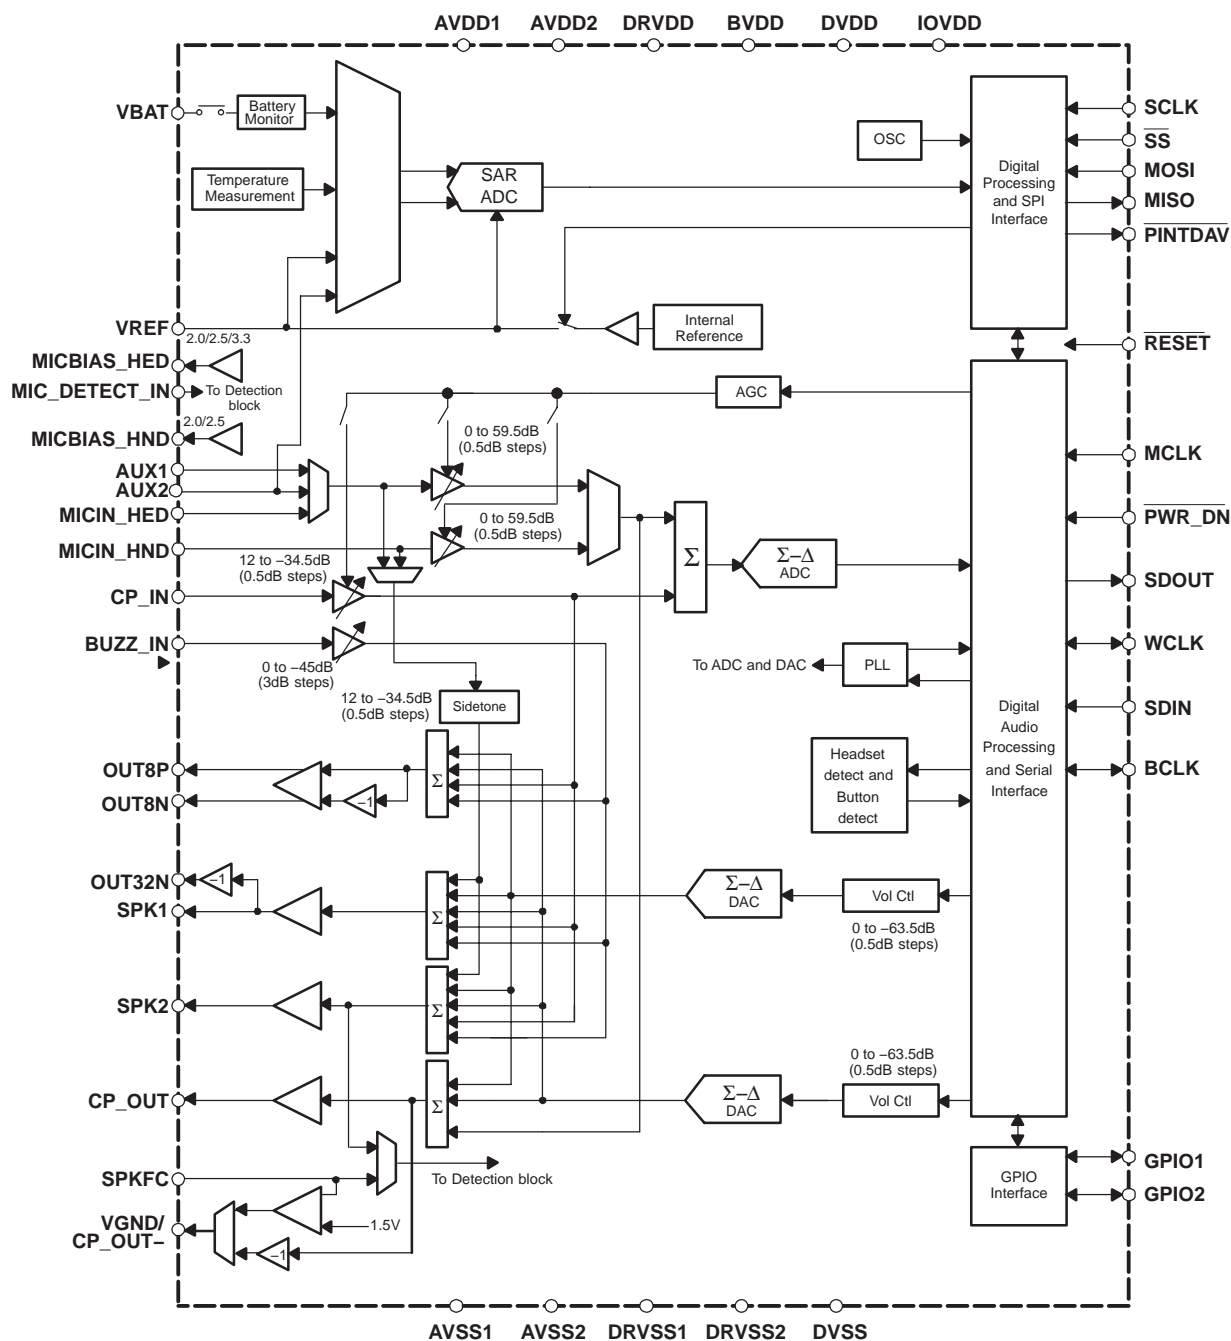 AVDD1 AVDD2 DRVDD BVDD DVDD IOVDD
VBAT
Battery
Monitor
Temperature
Measurement
SAR
ADC
OSC
Digital
Processing
and SPI
Interface
SCLK
SS
MOSI
MISO
PINTDAV
VREF
Internal
Reference
2.0/2.5/3.3
MICBIAS_HED
MIC_DETECT_IN
To Detection
block
RESET
AGC
2.0/2.5
MICBIAS_HND
0 to 59.5dB
(0.5dB steps)
AUX1
AUX2
MICIN_HED
MICIN_HND
0 to 59.5dB
(0.5dB steps)
MCLK
PWR_DN
12 to −34.5dB
(0.5dB steps)
Σ
Σ−Δ
ADC
SDOUT
CP_IN
BUZZ_IN
0 to −45dB
(3dB steps)
To ADC and DAC
PLL
WCLK
12 to −34.5dB
(0.5dB steps)
Sidetone
Digital
Audio
Processing
and Serial
Interface
SDIN
OUT8P
OUT8N
−1
Σ
Headset
detect and
Button
detect
BCLK
OUT32N
−1
SPK1
Σ
Σ−Δ
DAC
Vol Ctl
0 to −63.5dB
(0.5dB steps)
SPK2
Σ
0 to −63.5dB
(0.5dB steps)
CP_OUT
Σ
Σ−Δ
DAC
Vol Ctl
SPKFC
To Detection block
GPIO
Interface
GPIO1
GPIO2
VGND/
CP_OUT−
1.5V
−1
AVSS1 AVSS2 DRVSS1 DRVSS2 DVSS